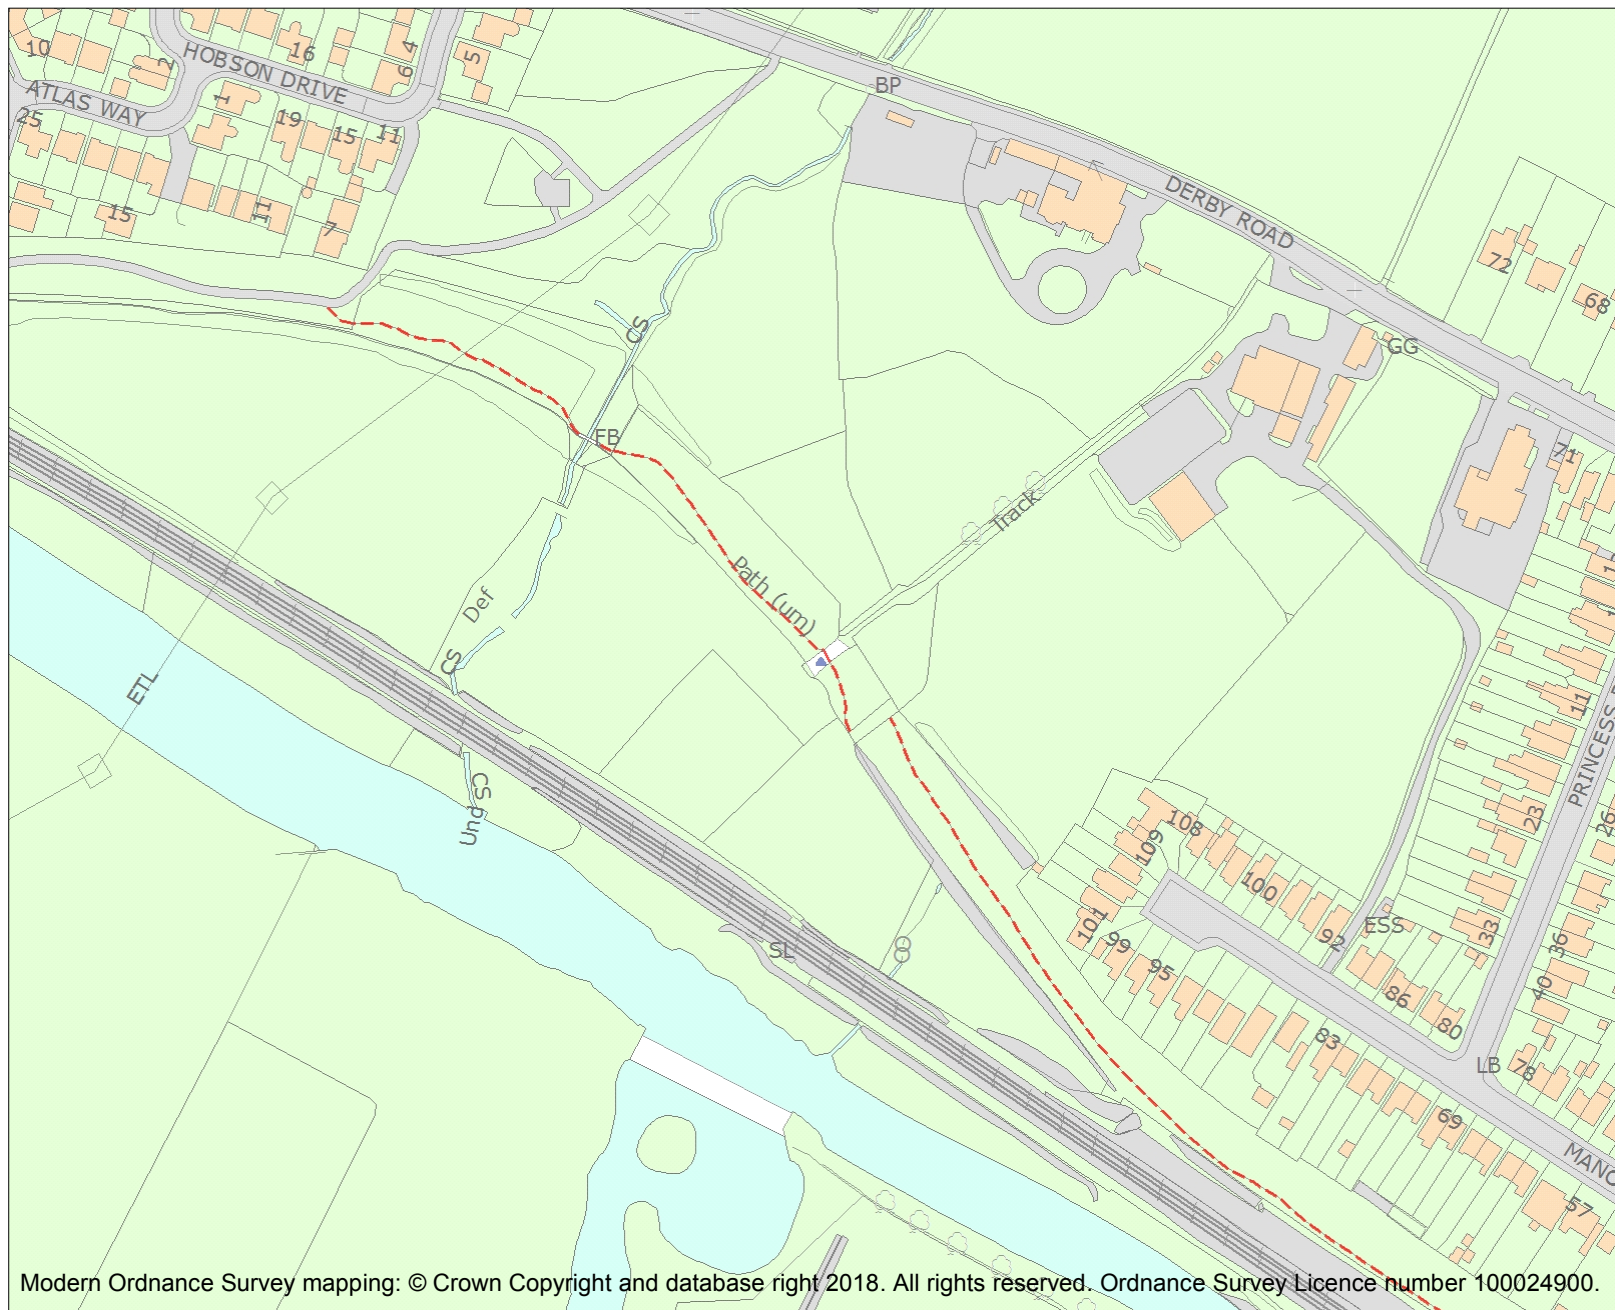 10
2
16
4
6
5
HOBSON DRIVE
ATLAS WAY
25
1
19
15
11
BP
DERBY ROAD
15
11
7
72
68
CS
GG
FB
71
Track
Path (um)
Def
CS
ETL
11
PRINCESS
23
26
CS
Und
108
109
100
101
99
92
ESS
33
36
95
SL
86
40
80
83
LB
78
69
MANO
57
Modern Ordnance Survey mapping: © Crown Copyright and database right 2018. All rights reserved. Ordnance Survey Licence number 100024900.